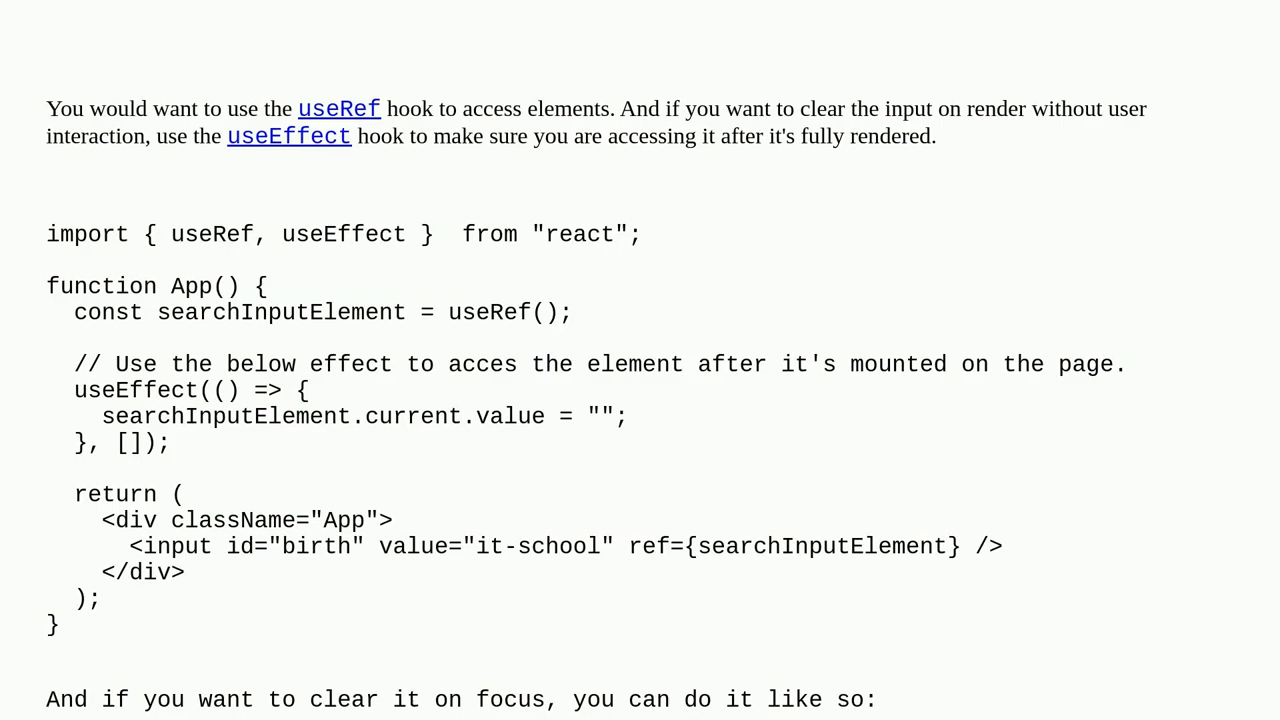 You would want to use the useRef hook to access elements. And if you want to clear the input on render without user
interaction, use the useEffect hook to make sure you are accessing it after it's fully rendered.
import { useRef, useEffect }  from "react";
function App() {
  const searchInputElement = useRef();
  // Use the below effect to acces the element after it's mounted on the page.
  useEffect(() => {
    searchInputElement.current.value = "";
  }, []);
  return (
    <div className="App">
      <input id="birth" value="it-school" ref={searchInputElement} />
    </div>
  );
}
And if you want to clear it on focus, you can do it like so: